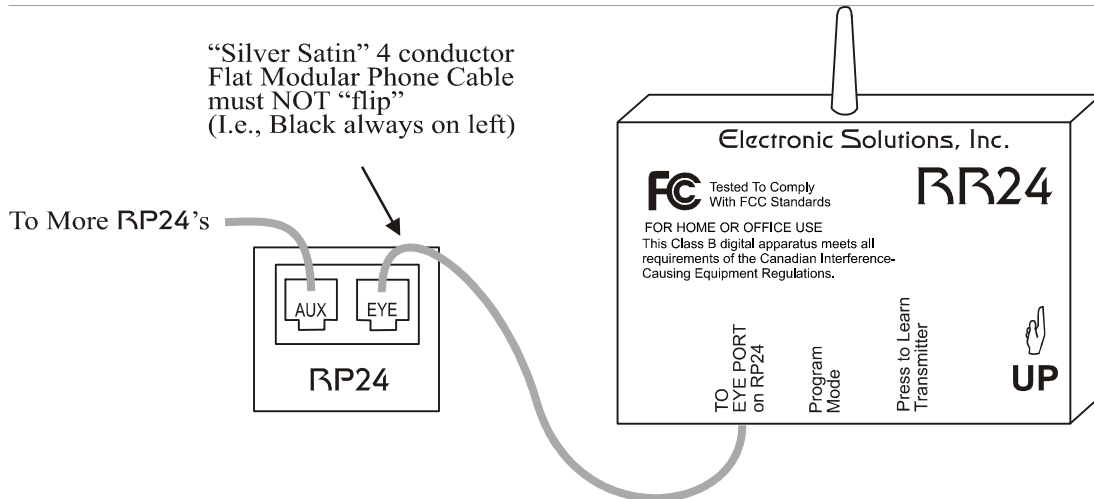 “Silver Satin” 4 conductor
Flat Modular Phone Cable
must NOT “flip”
(I.e., Black always on left)
To More RP24’s
AUX
EYE
RP24
Electronic Solutions, Inc.
FCC
Tested To Comply
With FCC Standards
RR24
FOR HOME OR OFFICE USE
This Class B digital apparatus meets all
requirements of the Canadian Interference-
Causing Equipment Regulations.
TO
EYE PORT
on RP24
Program
Mode
Press to Learn
Transmitter
UP